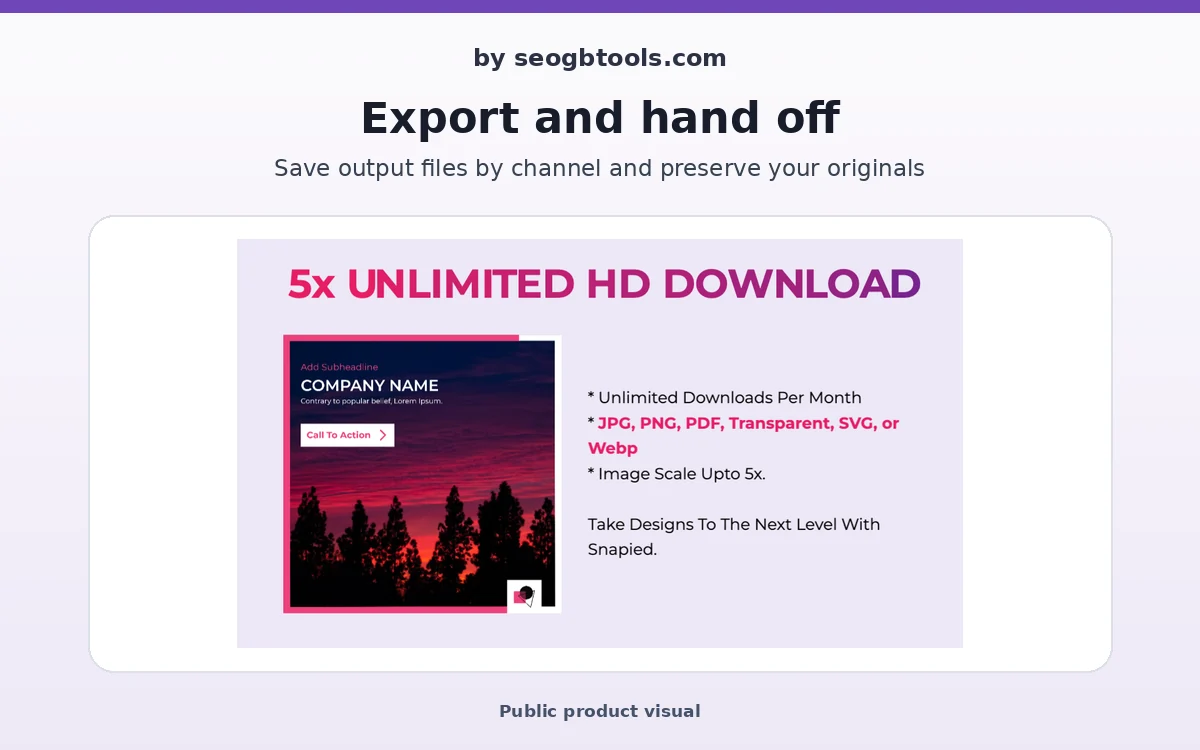 by seogbtools.com
Export and hand off
Save output files by channel and preserve your originals
5x UNLIMITED HD DOWNLOAD
Add Subheadline
COMPANY NAME
Contrary to popular belief, Lorem Ipsum.
Call To Action
* Unlimited Downloads Per Month
* JPG, PNG, PDF, Transparent, SVG, or
Webp
* Image Scale Upto 5x.
Take Designs To The Next Level With
Snapied.
Public product visual